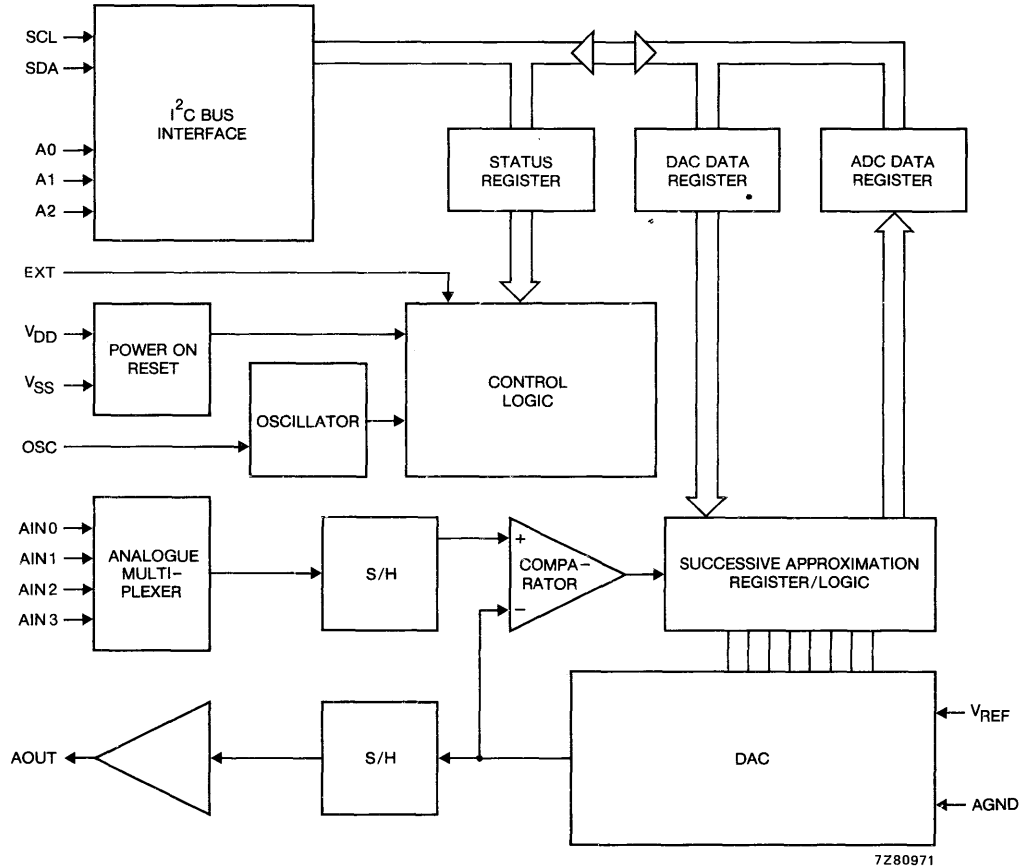 SCL
SDA
A0
A1
A2
I2C BUS
INTERFACE
STATUS
REGISTER
DAC DATA
REGISTER
ADC DATA
REGISTER
EXT
VDD
VSS
POWER ON
RESET
OSC
OSCILLATOR
CONTROL
LOGIC
AIN0
AIN1
AIN2
AIN3
ANALOGUE
MULTI-
PLEXER
S/H
+
COMPA-
RATOR
−
SUCCESSIVE APPROXIMATION
REGISTER/LOGIC
AOUT
S/H
DAC
VREF
AGND
7Z80971